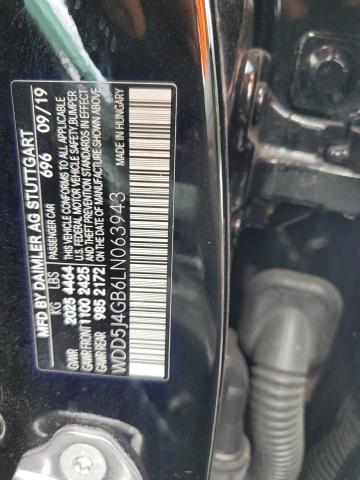 MFD BY DAIMLER AG STUTTGART
KG LBS PASSENGER CAR 696 09/19
GVWR 2025 4464 THIS VEHICLE CONFORMS TO ALL APPLICABLE
GAWR FRONT 1100 2425 U.S. FEDERAL MOTOR VEHICLE SAFETY BUMPER
AND THEFT PREVENTION STANDARDS IN EFFECT
GAWR REAR 985 2172 ON THE DATE OF MANUFACTURE SHOWN ABOVE
WDD5J4GB6LN063943 MADE IN HUNGARY